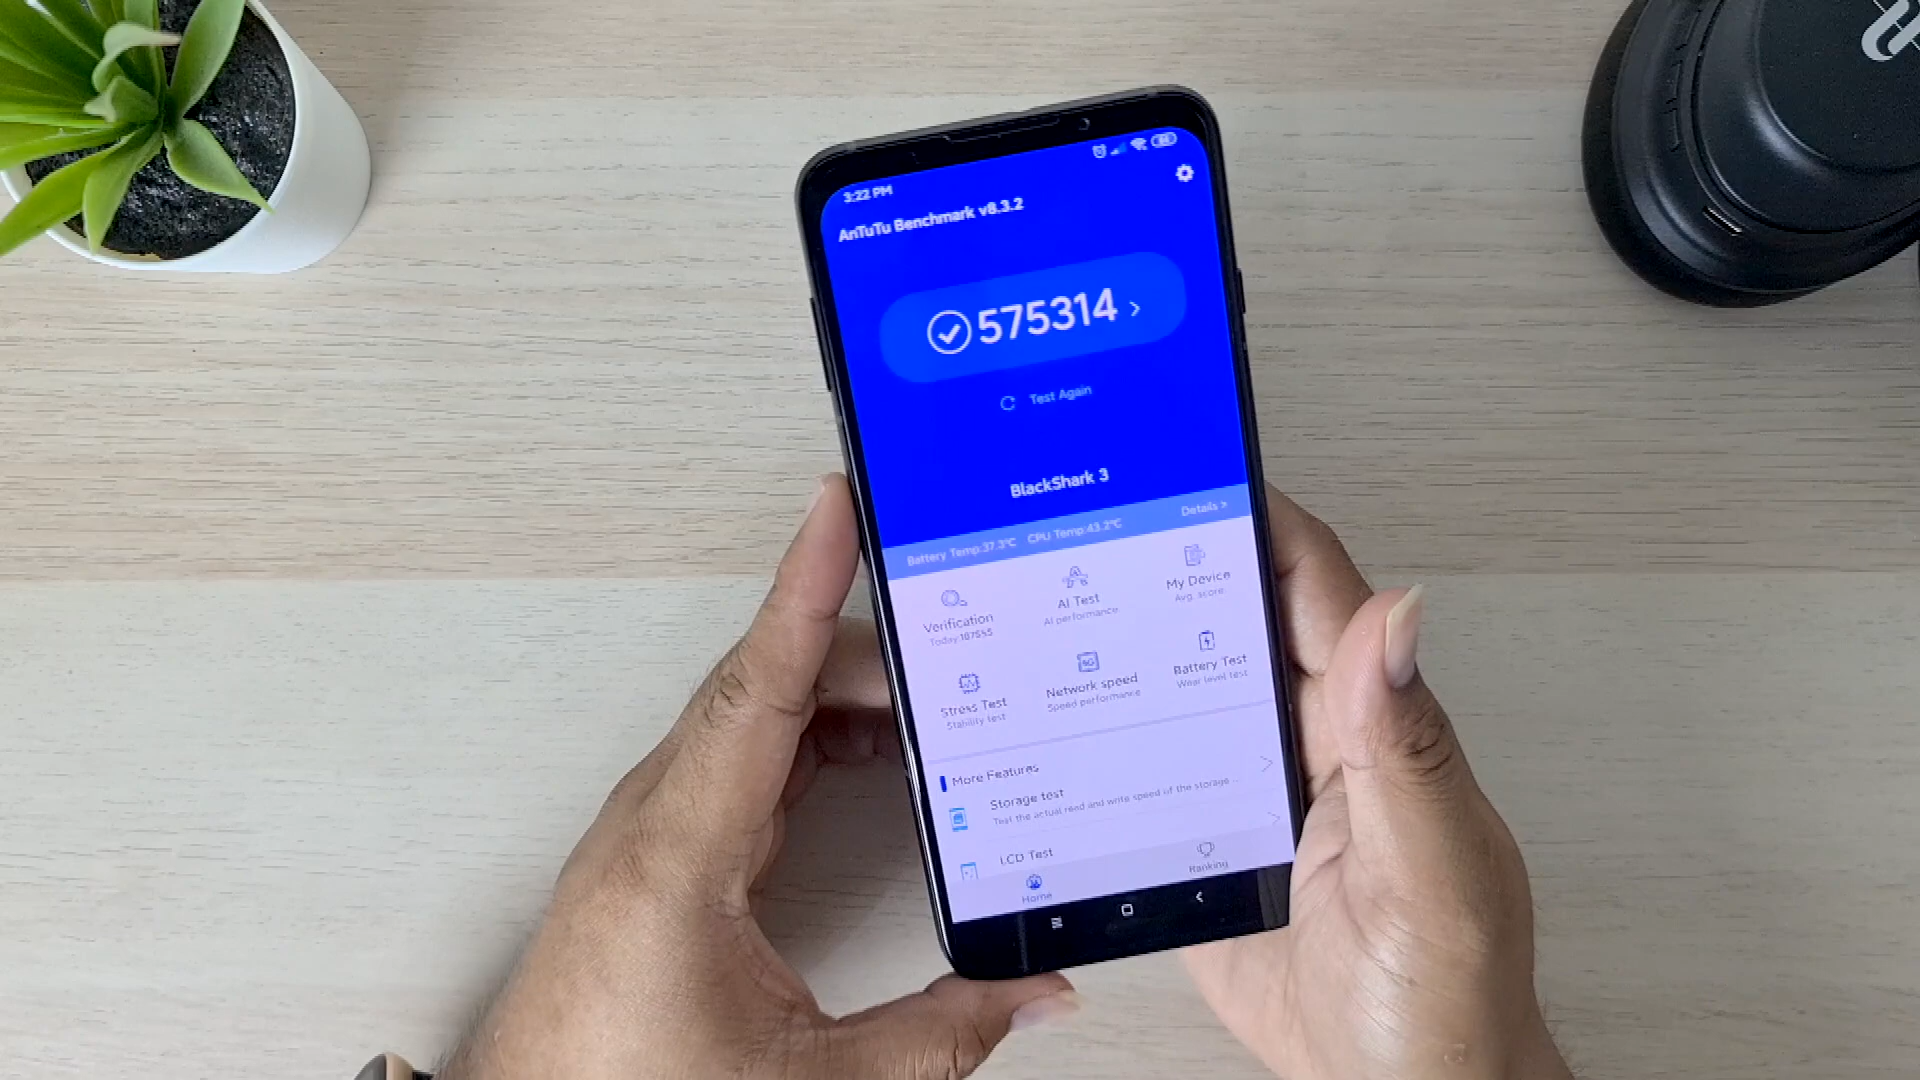 3:22 PM
AnTuTu Benchmark v8.3.2
575314
Test Again
BlackShark 3
Battery Temp:37.3°C CPU Temp:43.2°C Details >
Verification
Today:187555
AI Test
AI performance
My Device
Avg. score
Stress Test
Stability test
5G
Network speed
Speed performance
Battery Test
Wear level test
More Features
Storage test
Test the actual read and write speed of the storage ...
LCD Test
Home
Ranking